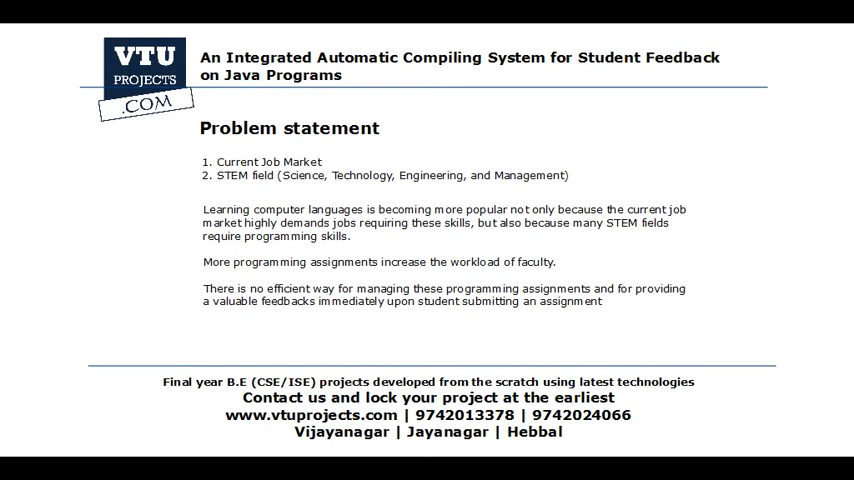 VTU
PROJECTS
.COM
An Integrated Automatic Compiling System for Student Feedback
on Java Programs
Problem statement
1. Current Job Market
2. STEM field (Science, Technology, Engineering, and Management)
Learning computer languages is becoming more popular not only because the current job
market highly demands jobs requiring these skills, but also because many STEM fields
require programming skills.
More programming assignments increase the workload of faculty.
There is no efficient way for managing these programming assignments and for providing
a valuable feedbacks immediately upon student submitting an assignment
Final year B.E (CSE/ISE) projects developed from the scratch using latest technologies
Contact us and lock your project at the earliest
www.vtuprojects.com | 9742013378 | 9742024066
Vijayanagar | Jayanagar | Hebbal